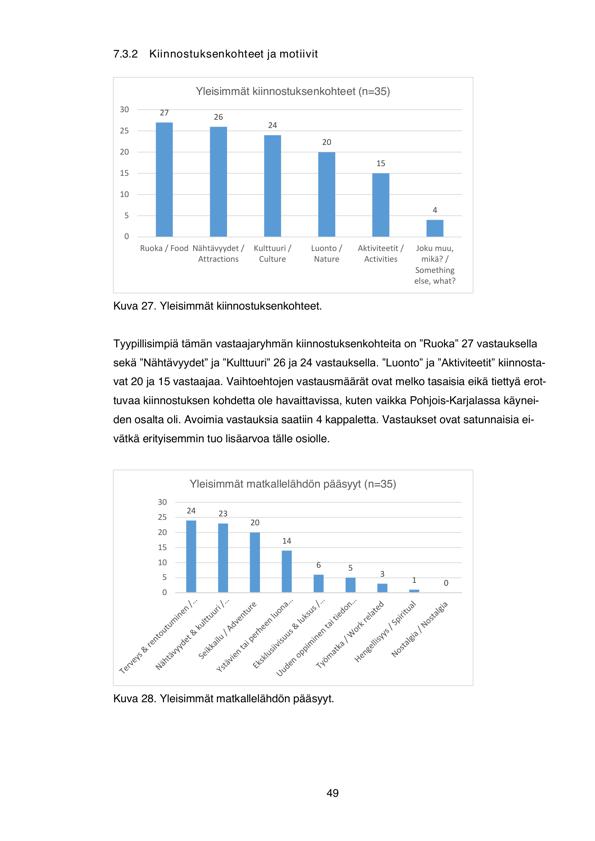 7.3.2 Kiinnostuksenkohteet ja motiivit
Yleisimmät kiinnostuksenkohteet (n=35)
30
25
20
15
10
5
0
27
26
24
20
15
4
Ruoka / Food
Nähtävyydet /
Attractions
Kulttuuri /
Culture
Luonto /
Nature
Aktiviteetit /
Activities
Joku muu,
mikä? /
Something
else, what?
Kuva 27. Yleisimmät kiinnostuksenkohteet.
Tyypillisimpiä tämän vastaajaryhmän kiinnostuksenkohteita on ”Ruoka” 27 vastauksella
sekä ”Nähtävyydet” ja ”Kulttuuri” 26 ja 24 vastauksella. ”Luonto” ja ”Aktiviteetit” kiinnosta-
vat 20 ja 15 vastaajaa. Vaihtoehtojen vastausmäärät ovat melko tasaisia eikä tiettyä erot-
tuvaa kiinnostuksen kohdetta ole havaittavissa, kuten vaikka Pohjois-Karjalassa käynei-
den osalta oli. Avoimia vastauksia saatiin 4 kappaletta. Vastaukset ovat satunnaisia ei-
vätkä erityisemmin tuo lisäarvoa tälle osiolle.
Yleisimmät matkallelähdön pääsyyt (n=35)
30
25
20
15
10
5
0
24
23
20
14
6
5
3
1
0
Terveys & rentoutuminen /...
Nähtävyydet & kulttuuri /...
Seikkailu / Adventure
Ystävien tai perheen luona...
Eksklusiivisuus & luksus /...
Uuden oppiminen tai tiedon...
Työmatka / Work related
Hengellisyys / Spiritual
Nostalgia / Nostalgia
Kuva 28. Yleisimmät matkallelähdön pääsyyt.
49